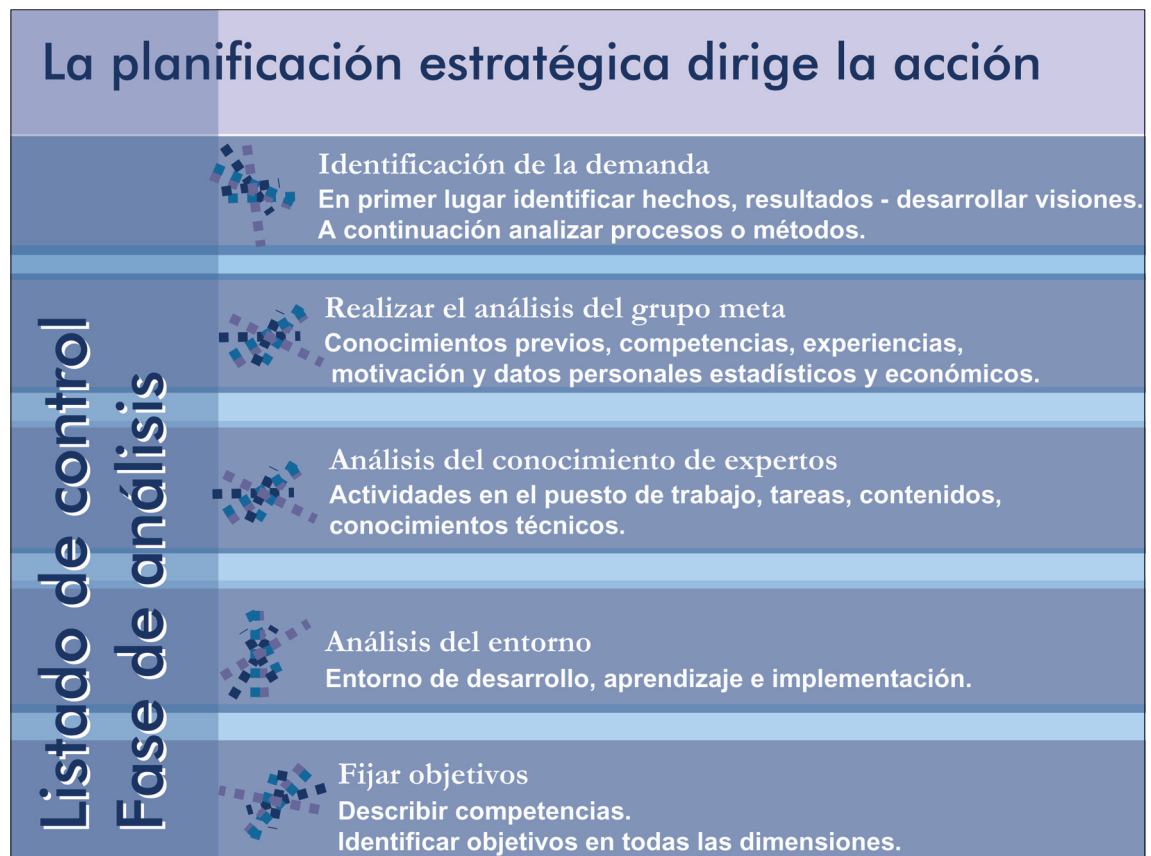 La planificación estratégica dirige la acción
Listado de control
Fase de análisis
Identificación de la demanda
En primer lugar identificar hechos, resultados - desarrollar visiones.
A continuación analizar procesos o métodos.
Realizar el análisis del grupo meta
Conocimientos previos, competencias, experiencias,
motivación y datos personales estadísticos y económicos.
Análisis del conocimiento de expertos
Actividades en el puesto de trabajo, tareas, contenidos,
conocimientos técnicos.
Análisis del entorno
Entorno de desarrollo, aprendizaje e implementación.
Fijar objetivos
Describir competencias.
Identificar objetivos en todas las dimensiones.